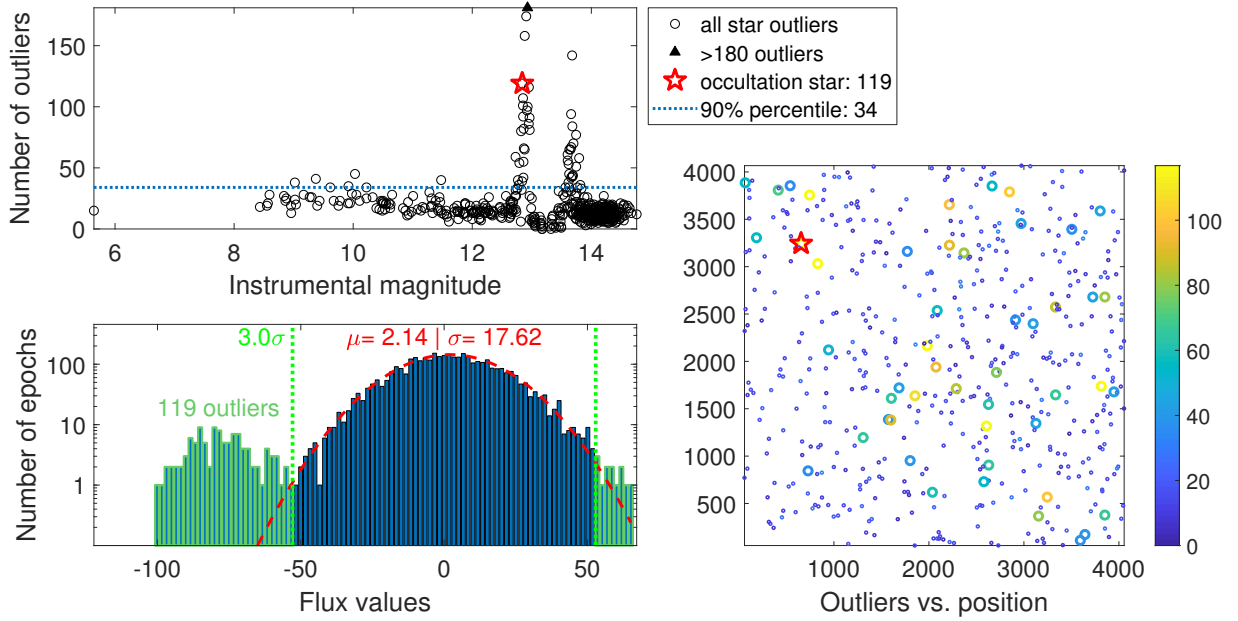 Number of outliers
150
100
50
0
6
8
10
12
14
Instrumental magnitude
all star outliers
>180 outliers
occultation star: 119
90% percentile: 34
Number of epochs
100
10
1
3.0σ
μ= 2.14 | σ= 17.62
119 outliers
-100
-50
0
50
Flux values
4000
3500
3000
2500
2000
1500
1000
500
1000
2000
3000
4000
Outliers vs. position
100
80
60
40
20
0